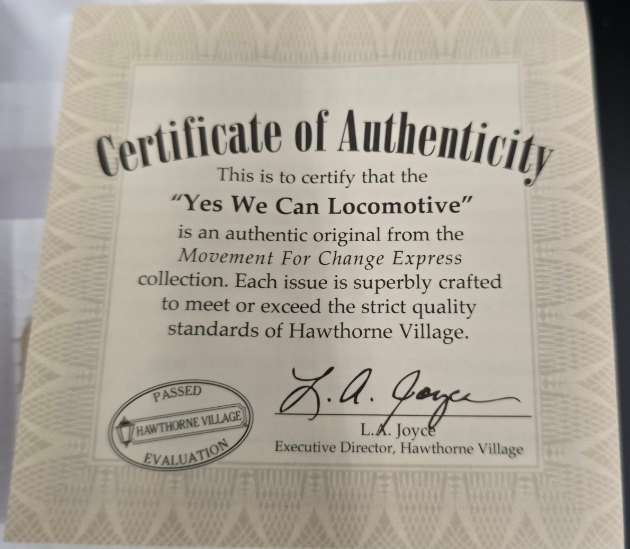 Certificate of Authenticity
This is to certify that the
“Yes We Can Locomotive”
is an authentic original from the
Movement For Change Express
collection. Each issue is superbly crafted
to meet or exceed the strict quality
standards of Hawthorne Village.
L. A. Joyce
L.A. Joyce
Executive Director, Hawthorne Village
PASSED
HAWTHORNE VILLAGE
EVALUATION